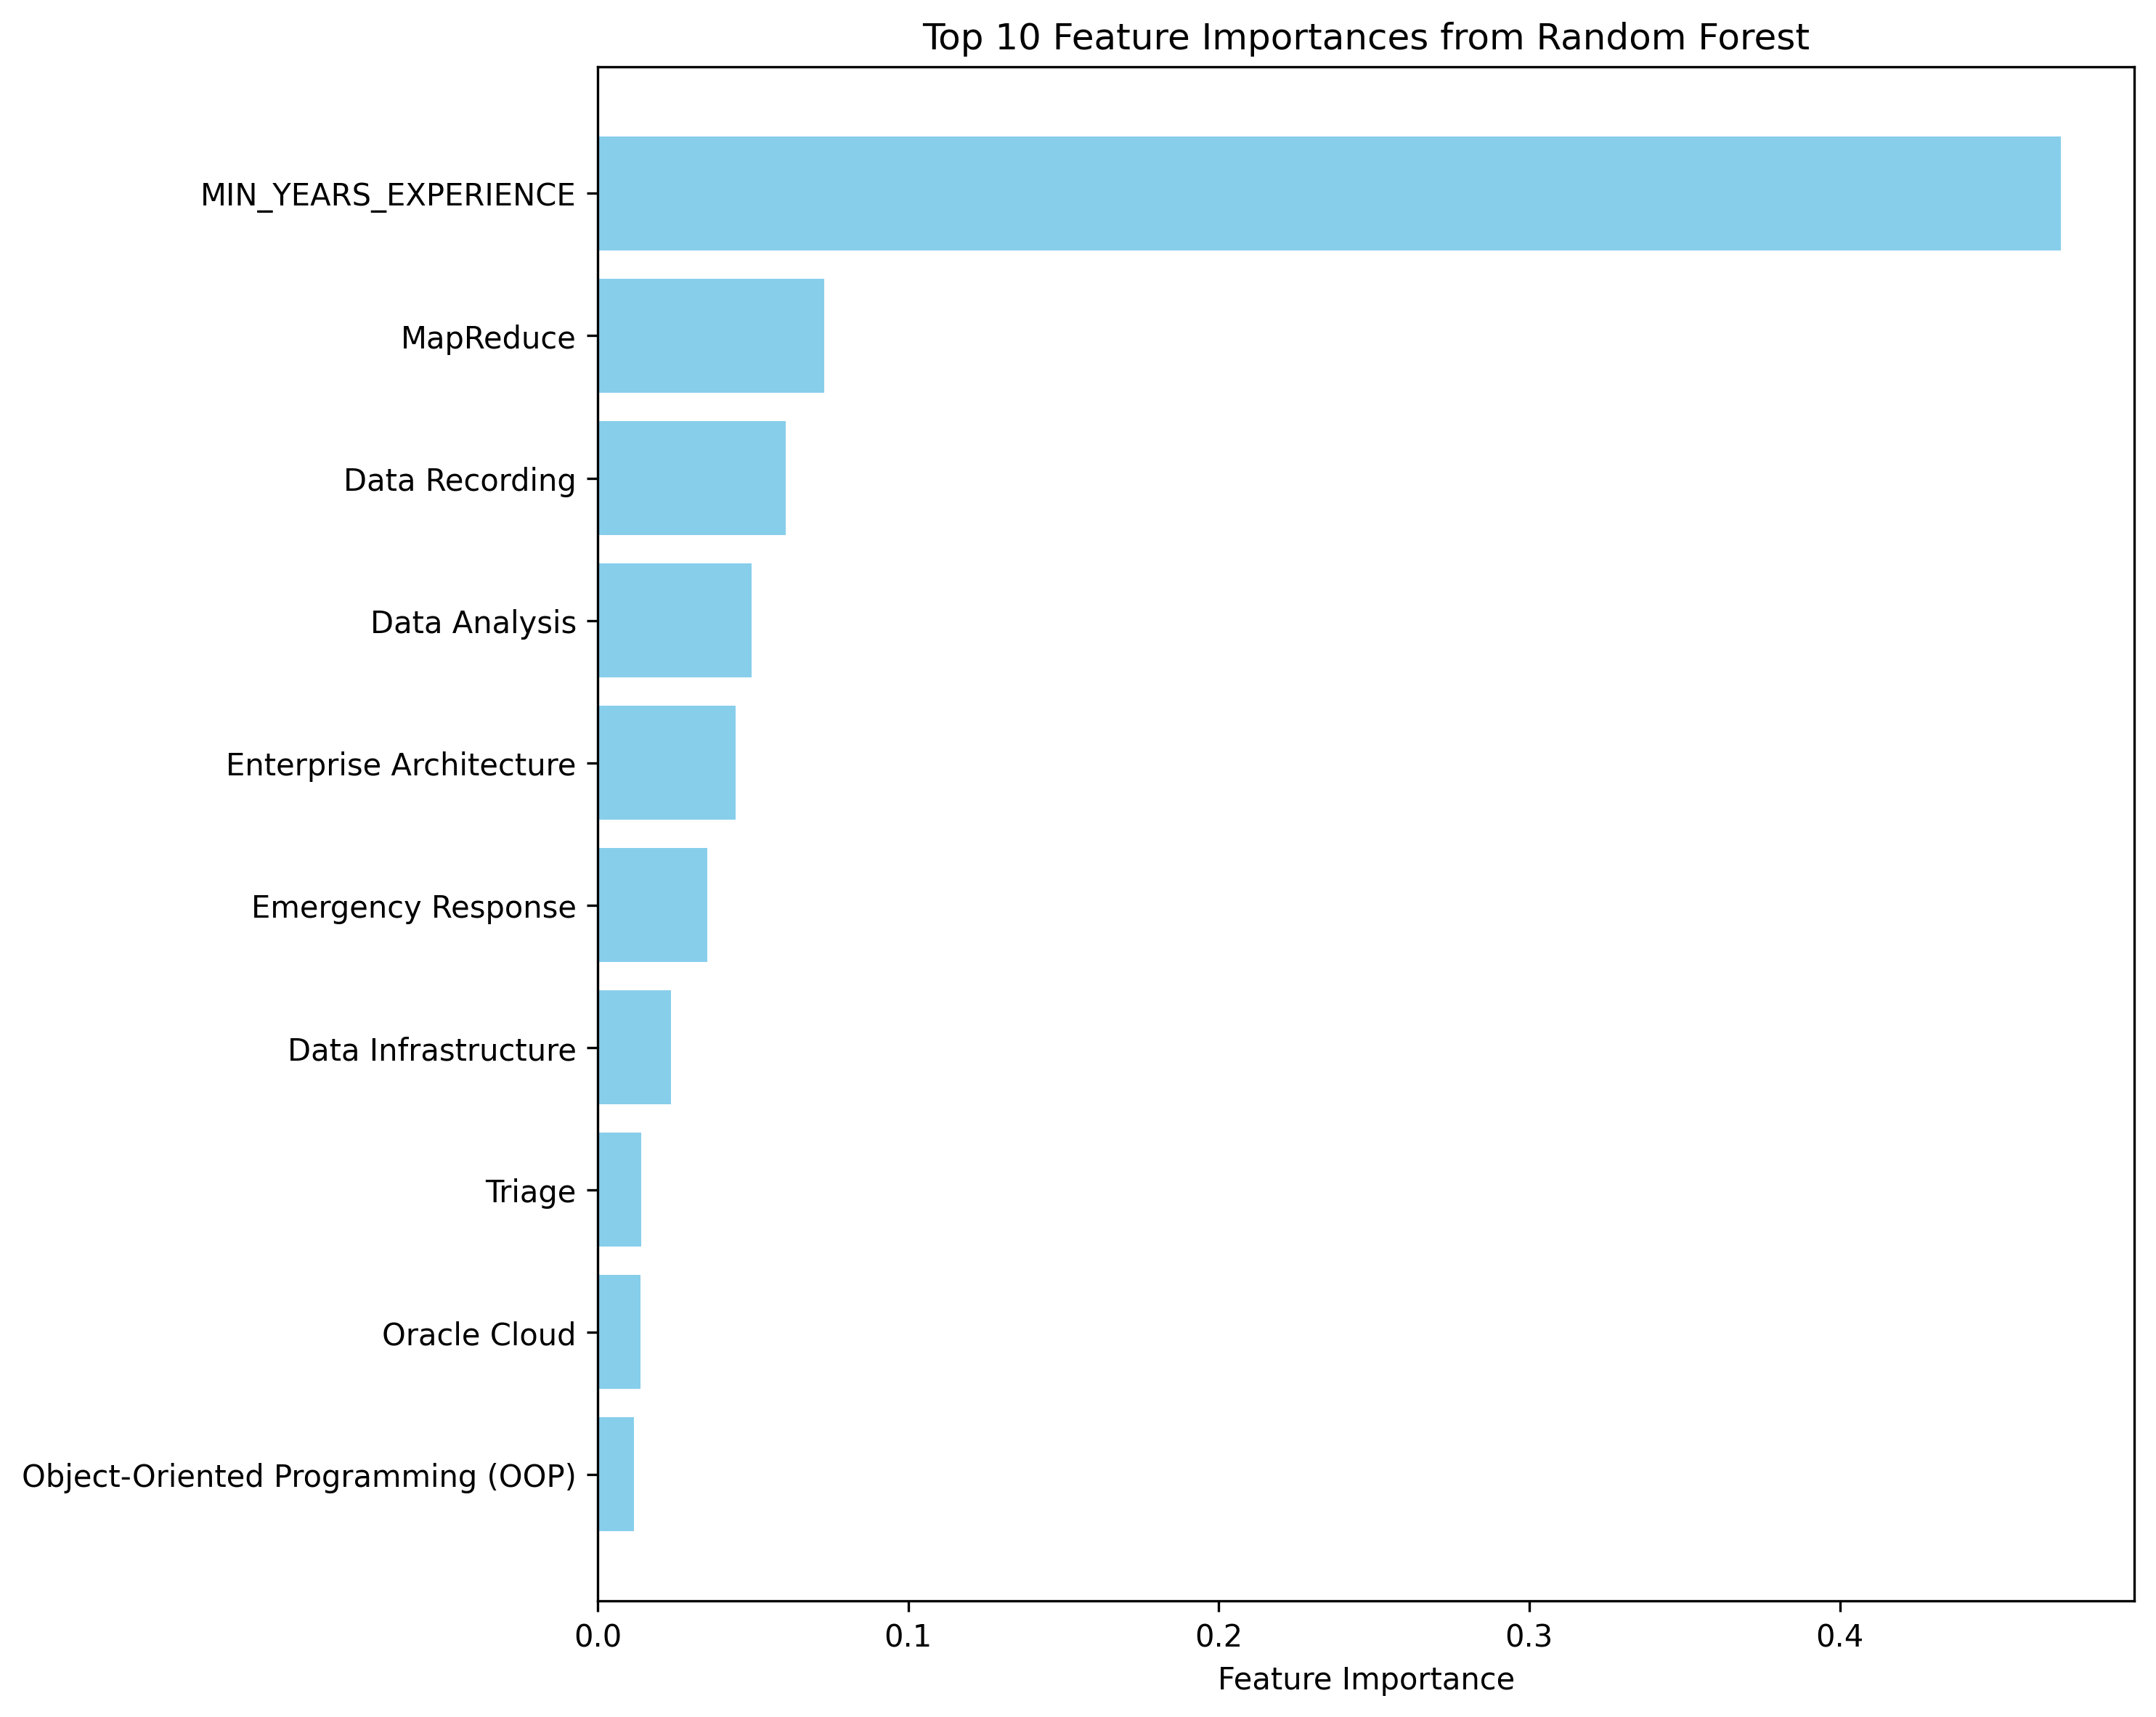 Top 10 Feature Importances from Random Forest
MIN_YEARS_EXPERIENCE
MapReduce
Data Recording
Data Analysis
Enterprise Architecture
Emergency Response
Data Infrastructure
Triage
Oracle Cloud
Object-Oriented Programming (OOP)
0.0 0.1 0.2 0.3 0.4
Feature Importance